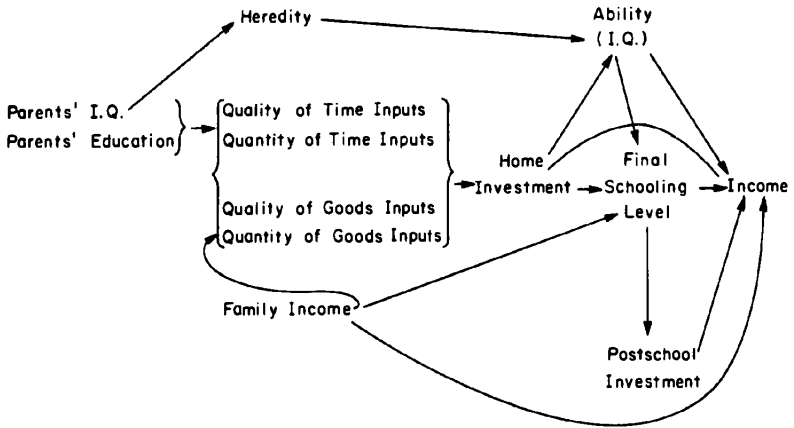 Heredity
Ability
(I.Q.)
Parents' I.Q.
Parents' Education
Quality of Time Inputs
Quantity of Time Inputs
Quality of Goods Inputs
Quantity of Goods Inputs
Home
Investment
Final
Schooling
Level
Income
Family Income
Postschool
Investment